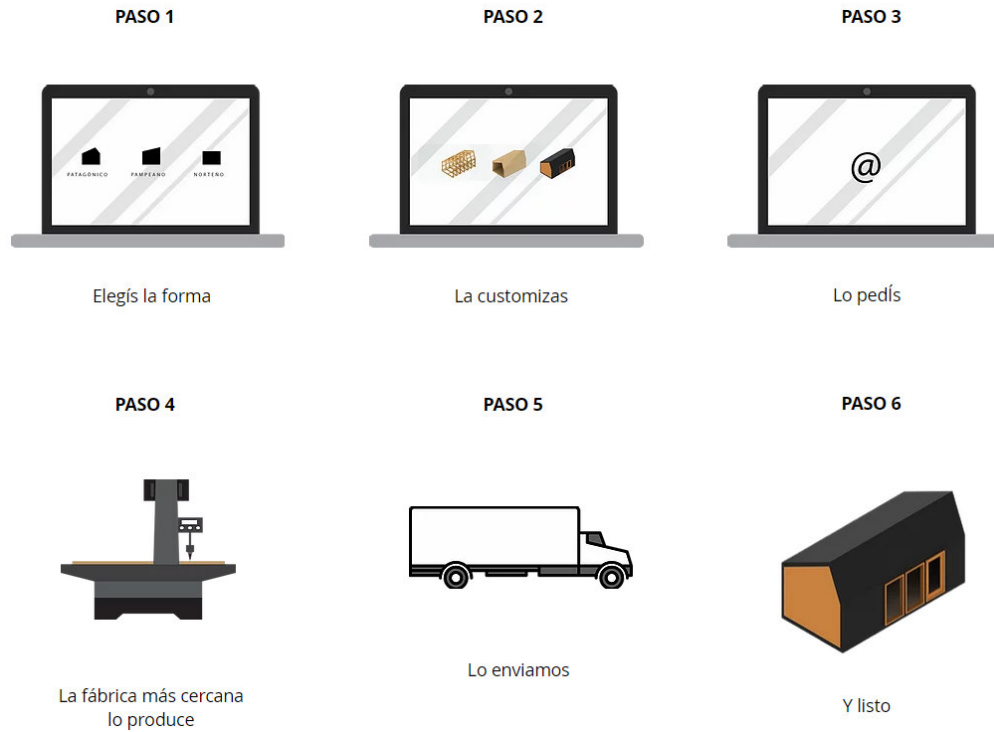 PASO 1
PASO 2
PASO 3
PATAGÓNICO
PAMPEANO
NORTENO
@
Elegís la forma
La customizas
Lo pedÍs
PASO 4
PASO 5
PASO 6
La fábrica más cercana
lo produce
Lo enviamos
Y listo